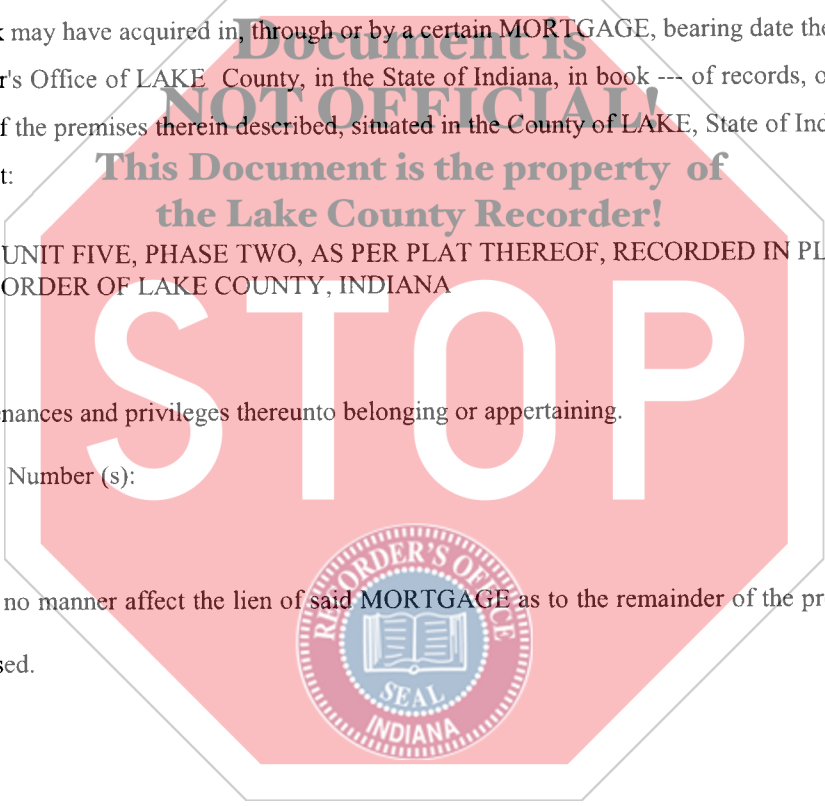 may have acquired in, through or by a certain MORTGAGE, bearing date the
Document is
r's Office of LAKE County, in the State of Indiana, in book --- of records, o
NOT OFFICIAL!
f the premises therein described, situated in the County of LAKE, State of Ind
This Document is the property of
t:
the Lake County Recorder!
UNIT FIVE, PHASE TWO, AS PER PLAT THEREOF, RECORDED IN PL
ORDER OF LAKE COUNTY, INDIANA
STOP
nances and privileges thereunto belonging or appertaining.
Number (s):
RECORDER'S OFFICE
no manner affect the lien of said MORTGAGE as to the remainder of the pr
sed.
SEAL
INDIANA